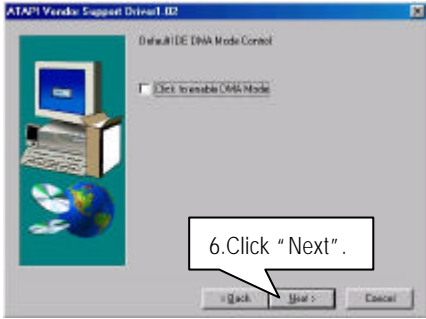 ATAPI Vendor Support Driver1.02
Default IDE DMA Mode Control
Click to enable DMA Mode
6.Click “Next”.
< Back
Next >
Cancel